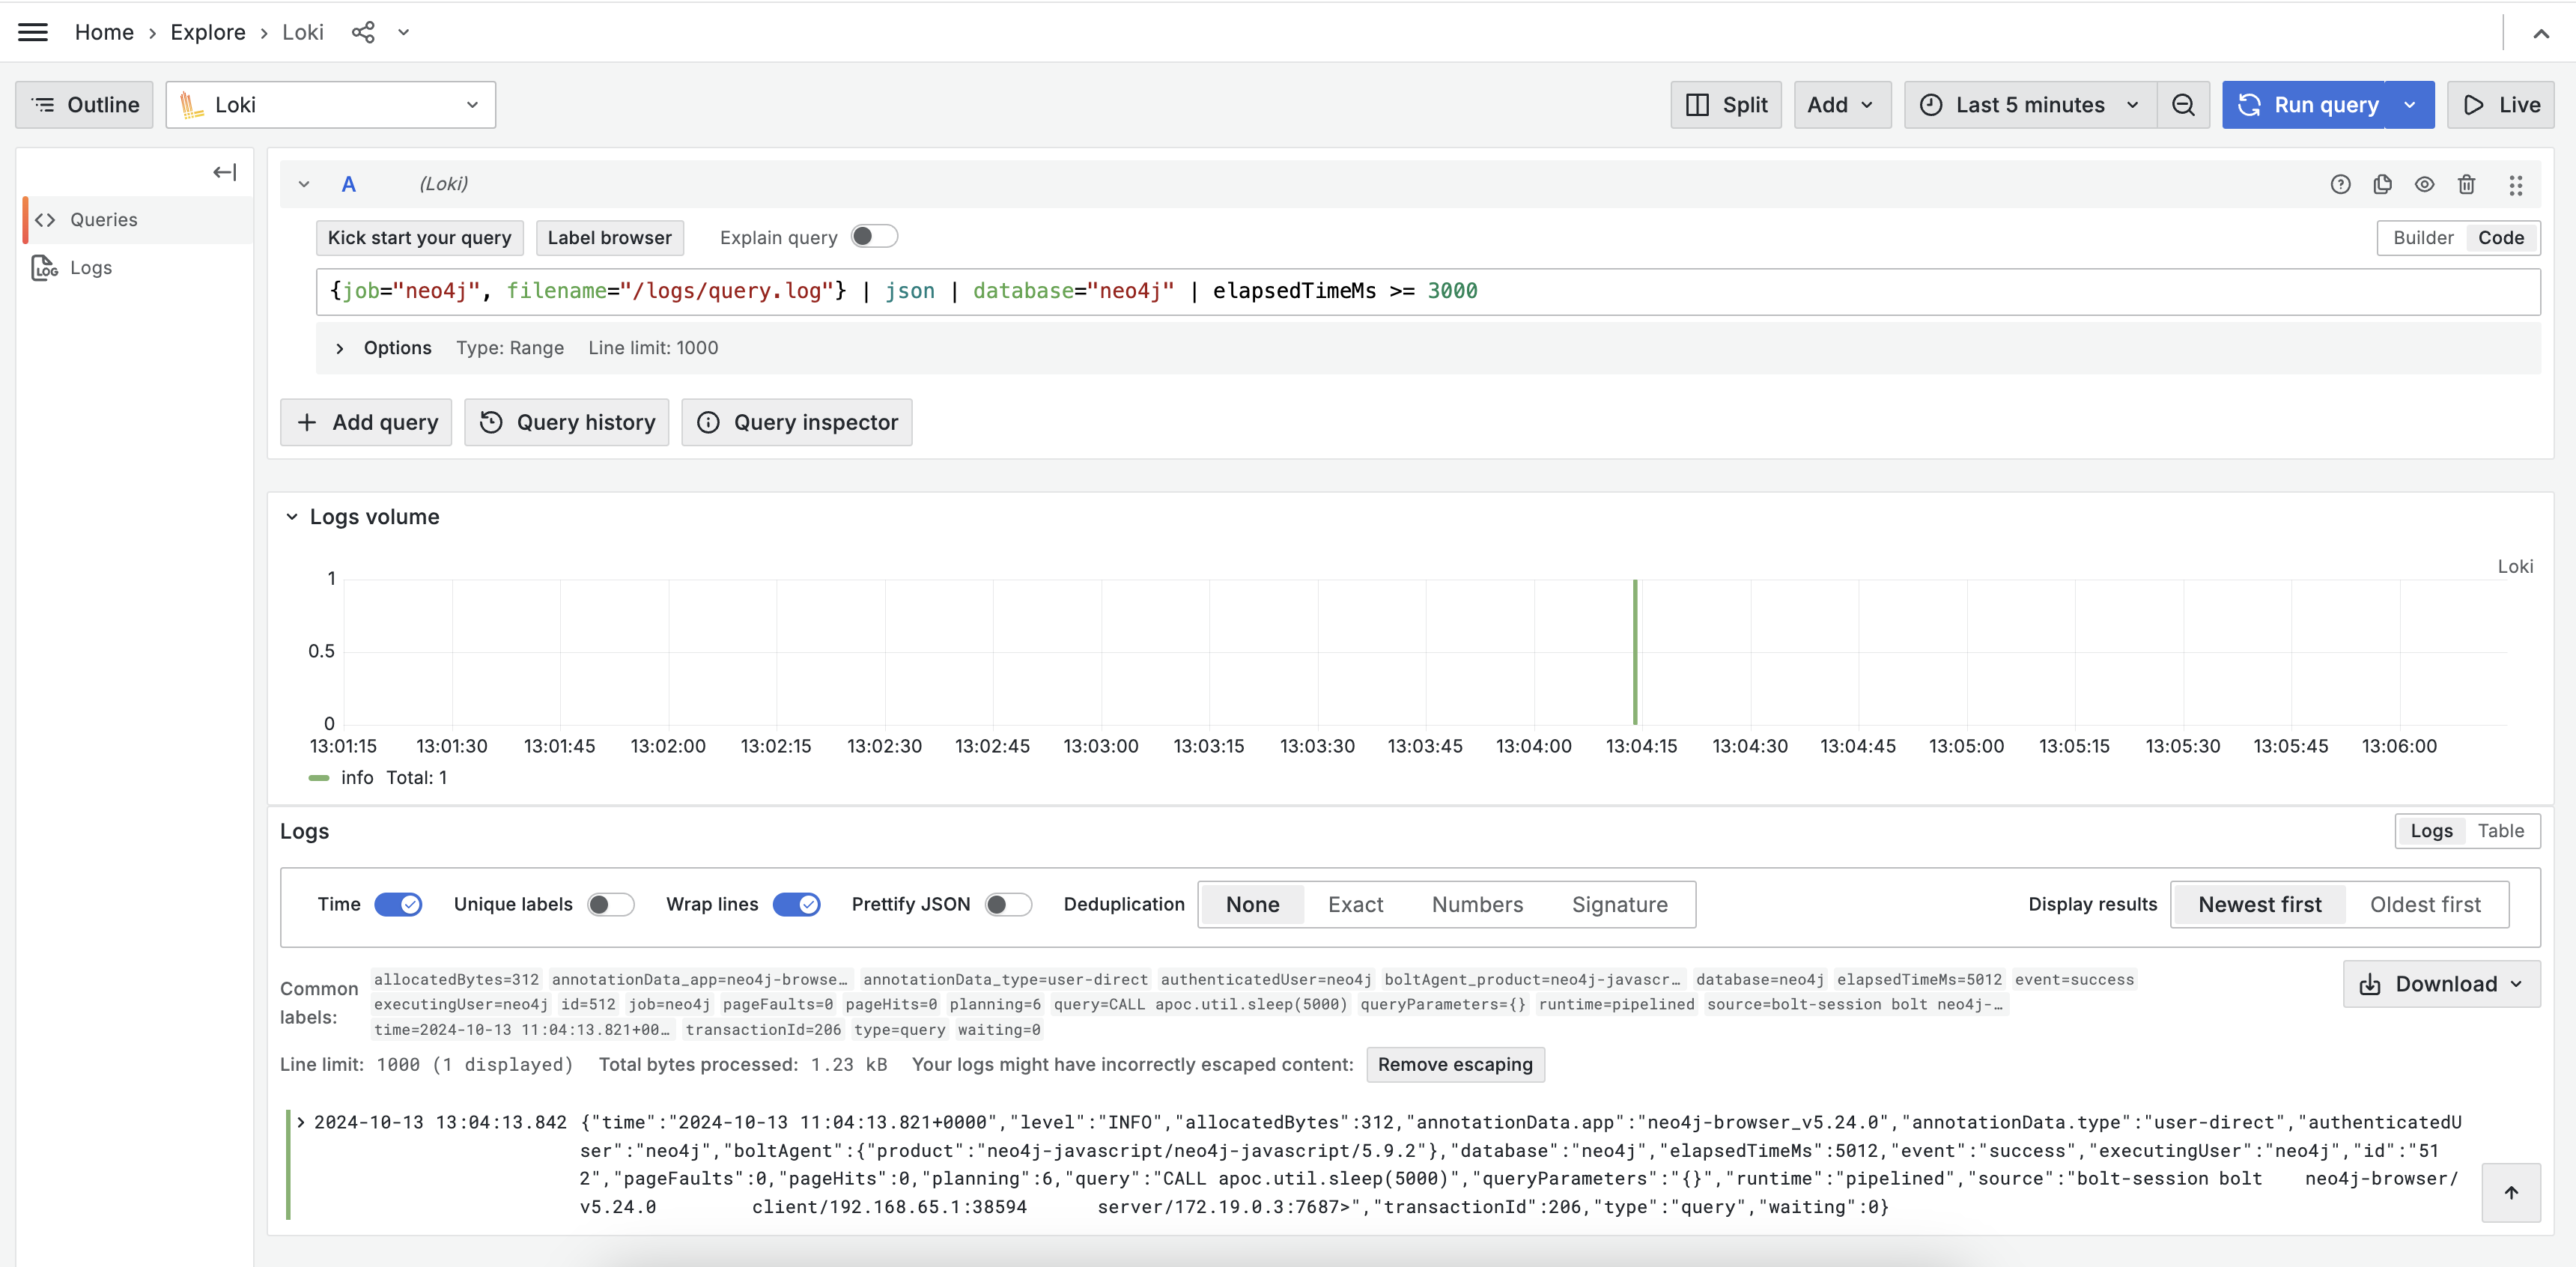 Home › Explore › Loki
Outline Loki Split Add Last 5 minutes Run query Live
Queries
Logs
A (Loki)
Kick start your query Label browser Explain query Builder Code
{job="neo4j", filename="/logs/query.log"} | json | database="neo4j" | elapsedTimeMs >= 3000
Options Type: Range Line limit: 1000
+ Add query Query history Query inspector
Logs volume
Loki
1
0.5
0
13:01:15 13:01:30 13:01:45 13:02:00 13:02:15 13:02:30 13:02:45 13:03:00 13:03:15 13:03:30 13:03:45 13:04:00 13:04:15 13:04:30 13:04:45 13:05:00 13:05:15 13:05:30 13:05:45 13:06:00
info Total: 1
Logs Logs Table
Time Unique labels Wrap lines Prettify JSON Deduplication None Exact Numbers Signature Display results Newest first Oldest first
Common labels:
allocatedBytes=312 annotationData_app=neo4j-browse… annotationData_type=user-direct authenticatedUser=neo4j boltAgent_product=neo4j-javascr… database=neo4j elapsedTimeMs=5012 event=success
executingUser=neo4j id=512 job=neo4j pageFaults=0 pageHits=0 planning=6 query=CALL apoc.util.sleep(5000) queryParameters={} runtime=pipelined source=bolt-session bolt neo4j-…
time=2024-10-13 11:04:13.821+00… transactionId=206 type=query waiting=0
Download
Line limit: 1000 (1 displayed) Total bytes processed: 1.23 kB Your logs might have incorrectly escaped content: Remove escaping
2024-10-13 13:04:13.842 {"time":"2024-10-13 11:04:13.821+0000","level":"INFO","allocatedBytes":312,"annotationData.app":"neo4j-browser_v5.24.0","annotationData.type":"user-direct","authenticatedU
ser":"neo4j","boltAgent":{"product":"neo4j-javascript/neo4j-javascript/5.9.2"},"database":"neo4j","elapsedTimeMs":5012,"event":"success","executingUser":"neo4j","id":"51
2","pageFaults":0,"pageHits":0,"planning":6,"query":"CALL apoc.util.sleep(5000)","queryParameters":"{}","runtime":"pipelined","source":"bolt-session bolt neo4j-browser/
v5.24.0 client/192.168.65.1:38594 server/172.19.0.3:7687>","transactionId":206,"type":"query","waiting":0}